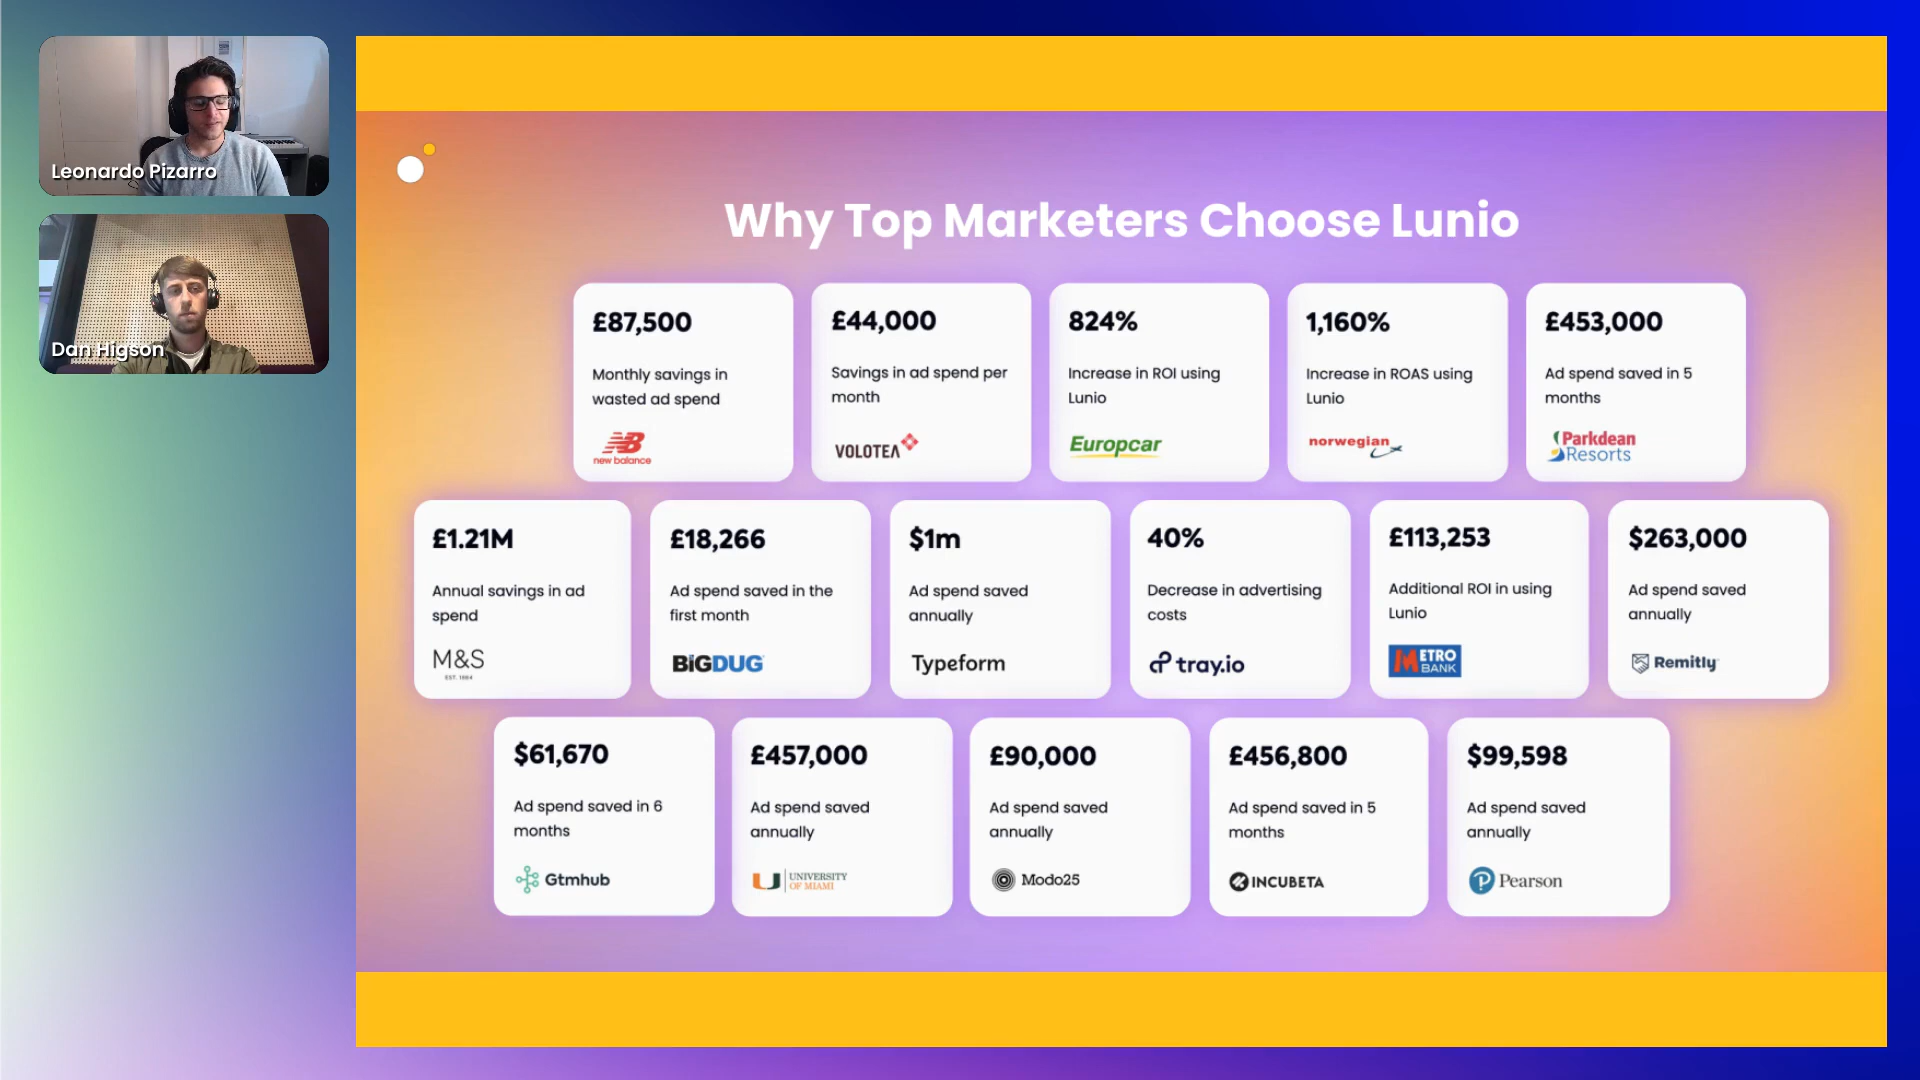 Leonardo Pizarro
Dan Higson
Why Top Marketers Choose Lunio
£87,500
Monthly savings in
wasted ad spend
NB
new balance
£44,000
Savings in ad spend per
month
VOLOTEA
824%
Increase in ROI using
Lunio
Europcar
1,160%
Increase in ROAS using
Lunio
norwegian
£453,000
Ad spend saved in 5
months
Parkdean
Resorts
£1.21M
Annual savings in ad
spend
M&S
EST. 1884
£18,266
Ad spend saved in the
first month
BiGDUG
$1m
Ad spend saved
annually
Typeform
40%
Decrease in advertising
costs
tray.io
£113,253
Additional ROI in using
Lunio
METRO
BANK
$263,000
Ad spend saved
annually
Remitly
$61,670
Ad spend saved in 6
months
Gtmhub
£457,000
Ad spend saved
annually
UNIVERSITY
OF MIAMI
£90,000
Ad spend saved
annually
Modo25
£456,800
Ad spend saved in 5
months
INCUBETA
$99,598
Ad spend saved
annually
Pearson